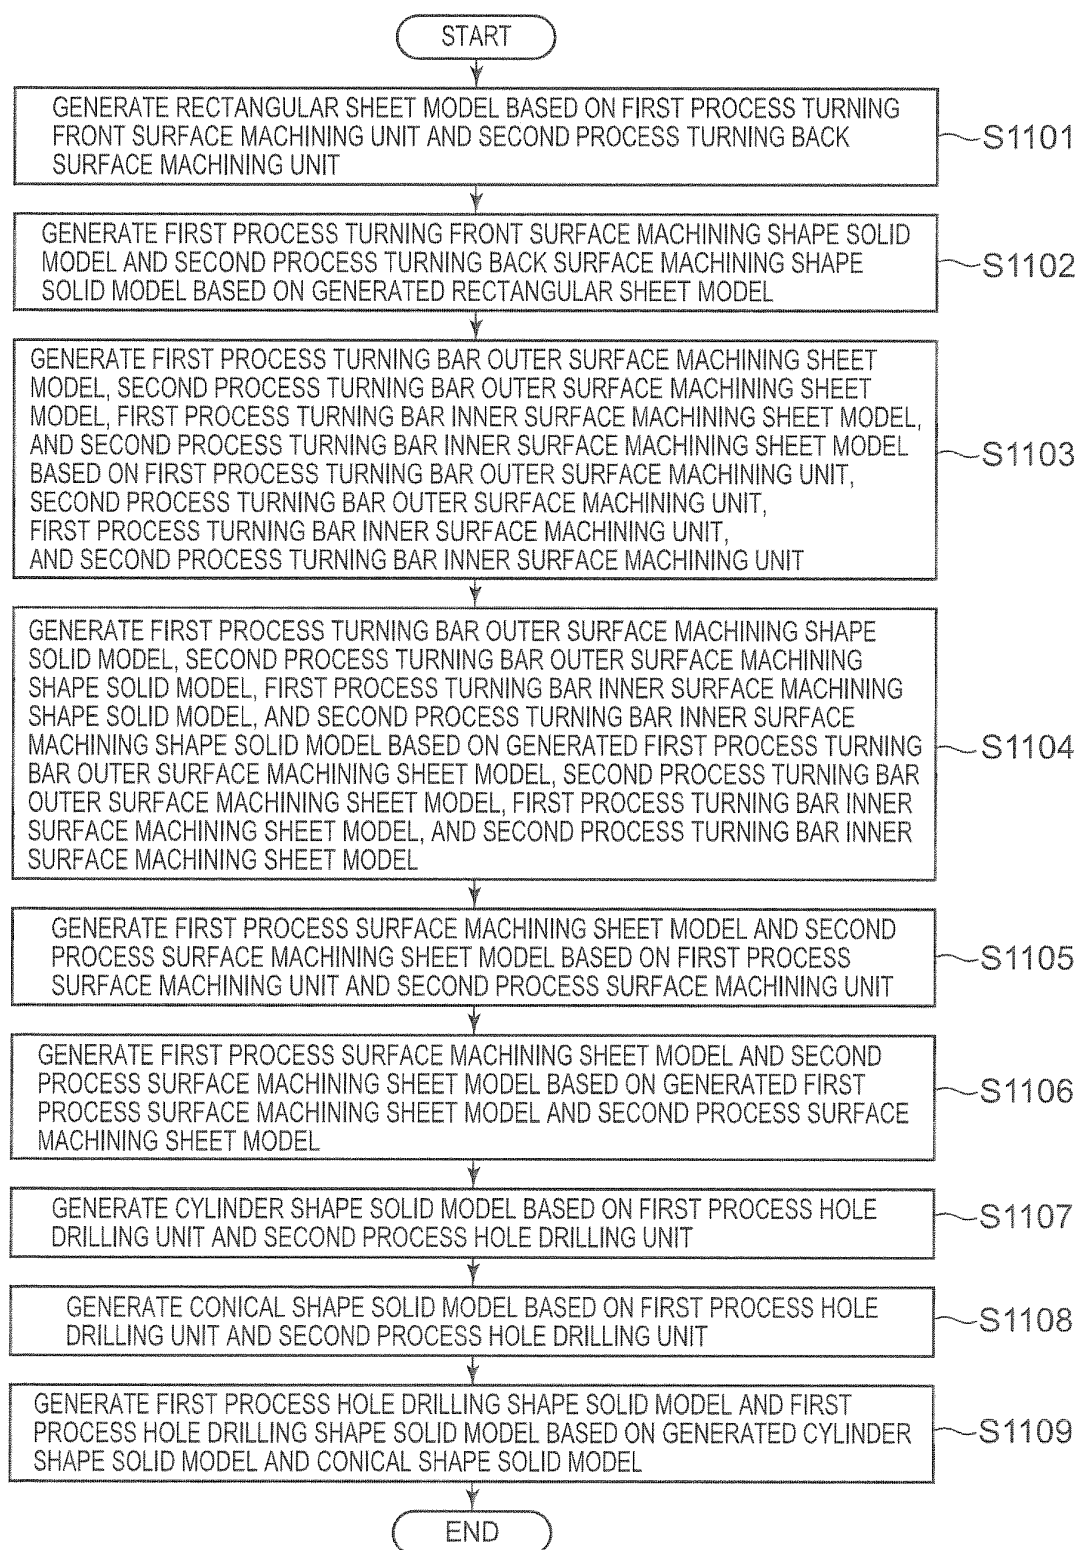 START
GENERATE RECTANGULAR SHEET MODEL BASED ON FIRST PROCESS TURNING
FRONT SURFACE MACHINING UNIT AND SECOND PROCESS TURNING BACK
SURFACE MACHINING UNIT
S1101
GENERATE FIRST PROCESS TURNING FRONT SURFACE MACHINING SHAPE SOLID
MODEL AND SECOND PROCESS TURNING BACK SURFACE MACHINING SHAPE
SOLID MODEL BASED ON GENERATED RECTANGULAR SHEET MODEL
S1102
GENERATE FIRST PROCESS TURNING BAR OUTER SURFACE MACHINING SHEET
MODEL, SECOND PROCESS TURNING BAR OUTER SURFACE MACHINING SHEET
MODEL, FIRST PROCESS TURNING BAR INNER SURFACE MACHINING SHEET MODEL,
AND SECOND PROCESS TURNING BAR INNER SURFACE MACHINING SHEET MODEL
BASED ON FIRST PROCESS TURNING BAR OUTER SURFACE MACHINING UNIT,
SECOND PROCESS TURNING BAR OUTER SURFACE MACHINING UNIT,
FIRST PROCESS TURNING BAR INNER SURFACE MACHINING UNIT,
AND SECOND PROCESS TURNING BAR INNER SURFACE MACHINING UNIT
S1103
GENERATE FIRST PROCESS TURNING BAR OUTER SURFACE MACHINING SHAPE
SOLID MODEL, SECOND PROCESS TURNING BAR OUTER SURFACE MACHINING
SHAPE SOLID MODEL, FIRST PROCESS TURNING BAR INNER SURFACE MACHINING
SHAPE SOLID MODEL, AND SECOND PROCESS TURNING BAR INNER SURFACE
MACHINING SHAPE SOLID MODEL BASED ON GENERATED FIRST PROCESS TURNING
BAR OUTER SURFACE MACHINING SHEET MODEL, SECOND PROCESS TURNING BAR
OUTER SURFACE MACHINING SHEET MODEL, FIRST PROCESS TURNING BAR INNER
SURFACE MACHINING SHEET MODEL, AND SECOND PROCESS TURNING BAR INNER
SURFACE MACHINING SHEET MODEL
S1104
GENERATE FIRST PROCESS SURFACE MACHINING SHEET MODEL AND SECOND
PROCESS SURFACE MACHINING SHEET MODEL BASED ON FIRST PROCESS
SURFACE MACHINING UNIT AND SECOND PROCESS SURFACE MACHINING UNIT
S1105
GENERATE FIRST PROCESS SURFACE MACHINING SHEET MODEL AND SECOND
PROCESS SURFACE MACHINING SHEET MODEL BASED ON GENERATED FIRST
PROCESS SURFACE MACHINING SHEET MODEL AND SECOND PROCESS SURFACE
MACHINING SHEET MODEL
S1106
GENERATE CYLINDER SHAPE SOLID MODEL BASED ON FIRST PROCESS HOLE
DRILLING UNIT AND SECOND PROCESS HOLE DRILLING UNIT
S1107
GENERATE CONICAL SHAPE SOLID MODEL BASED ON FIRST PROCESS HOLE
DRILLING UNIT AND SECOND PROCESS HOLE DRILLING UNIT
S1108
GENERATE FIRST PROCESS HOLE DRILLING SHAPE SOLID MODEL AND FIRST
PROCESS HOLE DRILLING SHAPE SOLID MODEL BASED ON GENERATED CYLINDER
SHAPE SOLID MODEL AND CONICAL SHAPE SOLID MODEL
S1109
END